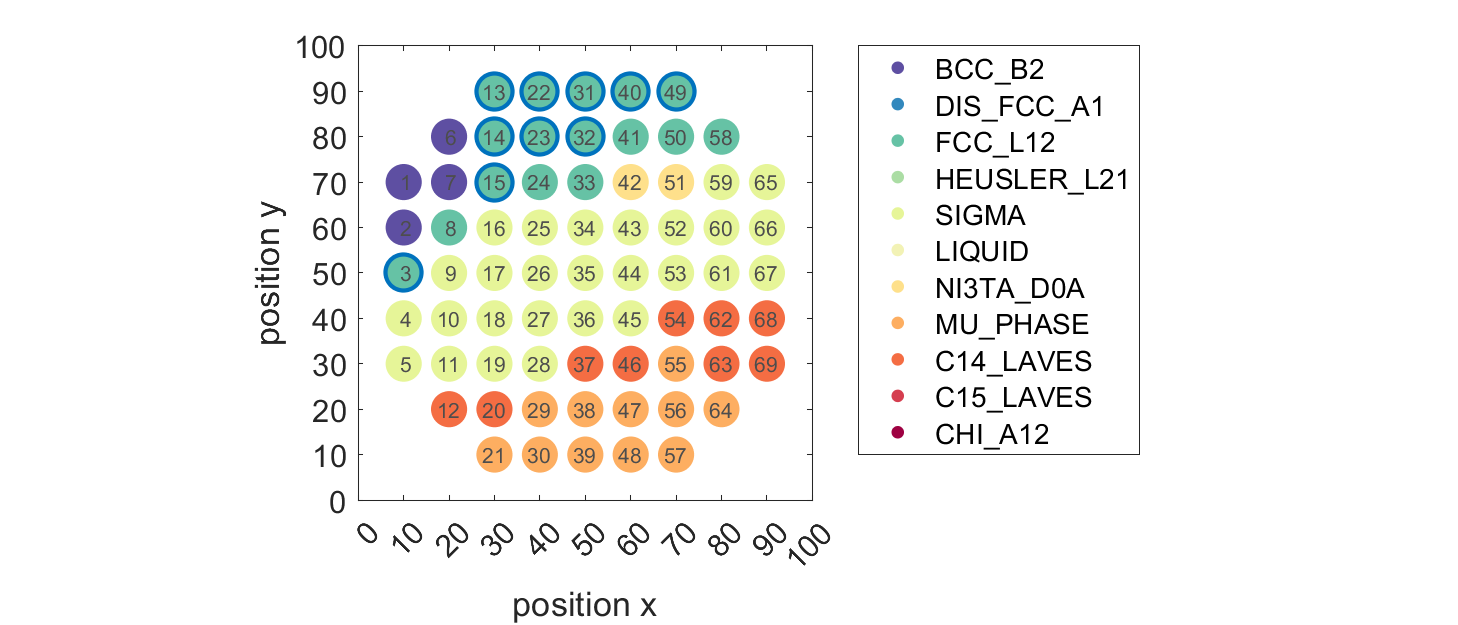 100
90
80
70
60
50
40
30
20
10
0
position y
13 22 31 40 49
6 14 23 32 41 50 58
1 7 15 24 33 42 51 59 65
2 8 16 25 34 43 52 60 66
3 9 17 26 35 44 53 61 67
4 10 18 27 36 45 54 62 68
5 11 19 28 37 46 55 63 69
12 20 29 38 47 56 64
21 30 39 48 57
0 10 20 30 40 50 60 70 80 90 100
position x
BCC_B2
DIS_FCC_A1
FCC_L12
HEUSLER_L21
SIGMA
LIQUID
NI3TA_D0A
MU_PHASE
C14_LAVES
C15_LAVES
CHI_A12